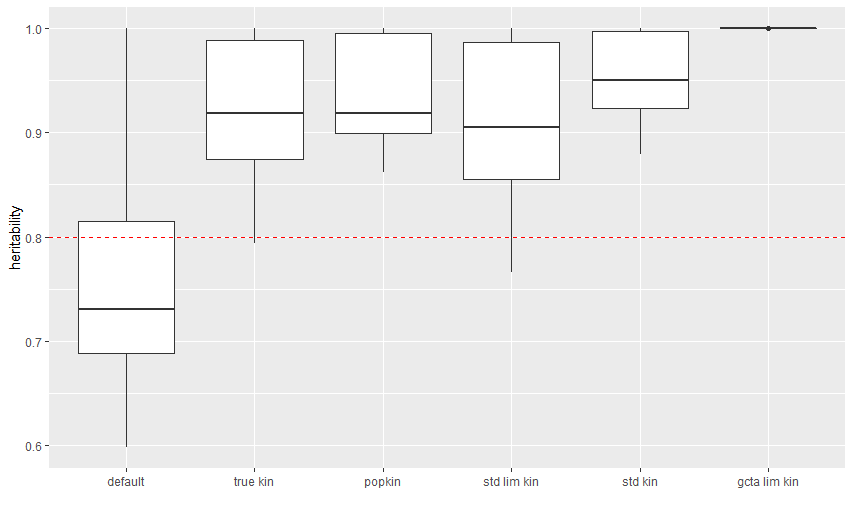 heritability
1.0
0.9
0.8
0.7
0.6
default
true kin
popkin
std lim kin
std kin
gcta lim kin